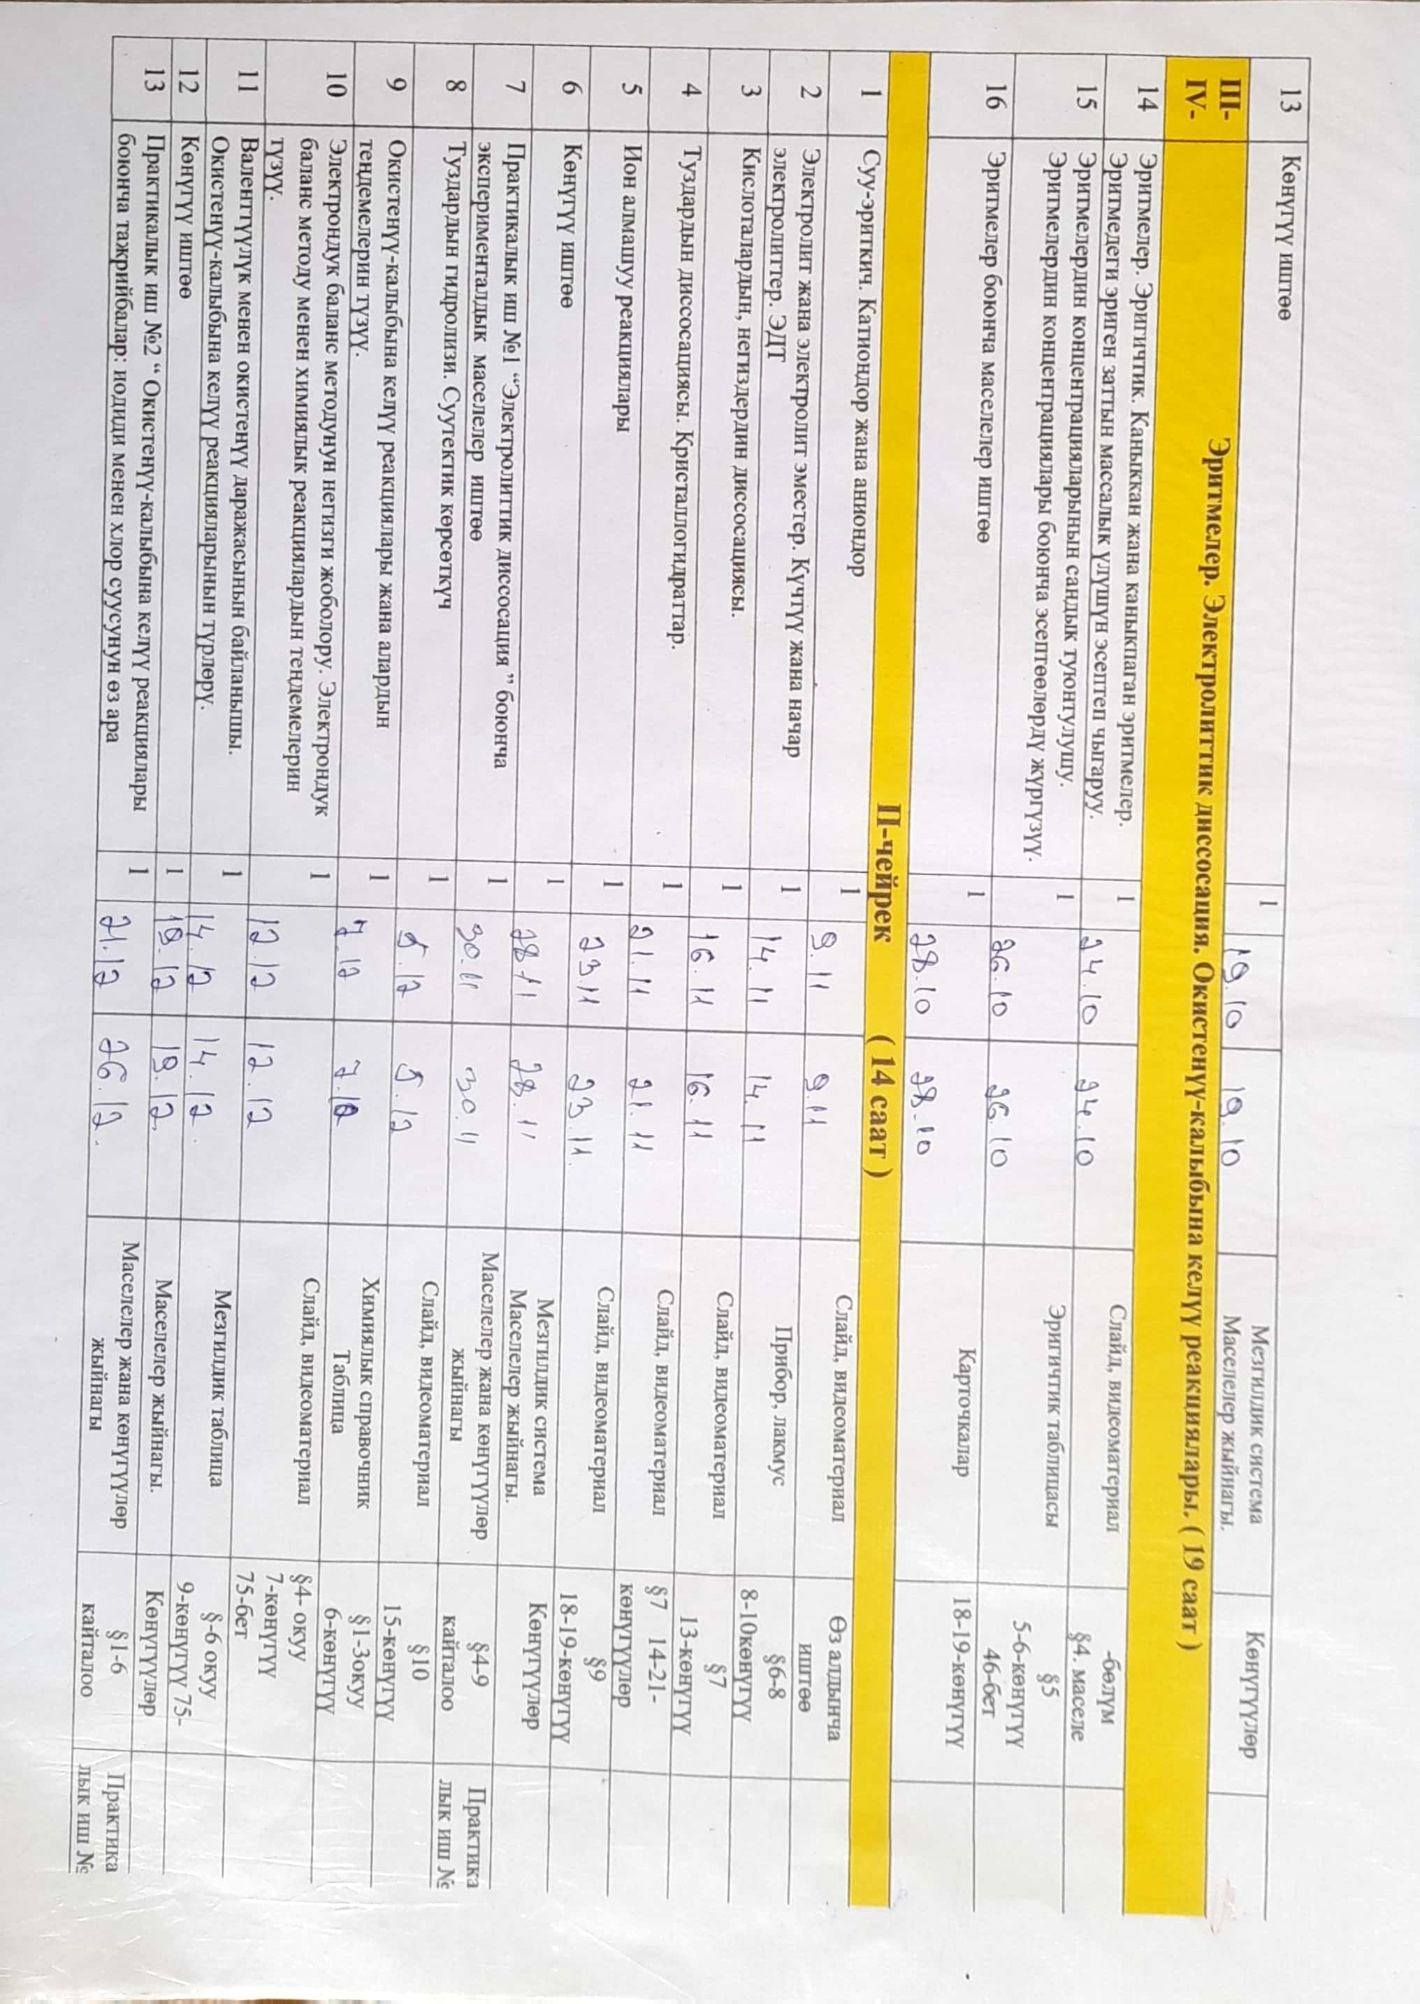 13 Көнүгүү иштөө 1 19.10 19.10 Мезгилдик система Көнүгүүлөр
Маселелер жыйнагы.
III- Эритмелер. Электролиттик диссосация. Окистенүү-калыбына келүү реакциялары. ( 19 саат )
IV-
14 Эритмелер. Эригичтик. Каныккан жана каныкпаган эритмелер. 1 24.10 24.10 Слайд, видеоматериал -бөлүм
Эритмедеги эриген заттын массалык үлүшүн эсептеп чыгаруу. §4. маселе
15 Эритмелердин концентрацияларынын сандык туюнтулушу. 1 26.10 26.10 Эригичтик таблицасы §5
Эритмелердин концентрациялары боюнча эсептөөлөрдү жүргүзүү. 5-6-көнүгүү
46-бет
16 Эритмелер боюнча маселелер иштөө 1 28.10 28.10 Карточкалар 18-19-көнүгүү
П-чейрек ( 14 саат )
1 Суу-эриткич. Катиондор жана аниондор 1 9.11 9.11 Слайд, видеоматериал Өз алдынча
иштөө
2 Электролит жана электролит эместер. Күчтүү жана начар 1 14.11 14.11 Прибор, лакмус §6-8
электролиттер. ЭДТ 8-10көнүгүү
3 Кислоталардын, негиздердин диссосациясы. 1 16.11 16.11 Слайд, видеоматериал §7
13-көнүгүү
4 Туздардын диссосациясы. Кристаллогидраттар. 1 21.11 21.11 Слайд, видеоматериал §7 14-21-
көнүгүүлөр
5 Ион алмашуу реакциялары 1 23.11 23.11. Слайд, видеоматериал §9
18-19-көнүгүү
6 Көнүгүү иштөө 1 28.11 28.11 Мезгилдик система Көнүгүүлөр
Маселелер жыйнагы.
7 Практикалык иш №1 “Электролиттик диссосация ” боюнча 1 30.11 30.11 Маселелер жана көнүгүүлөр §4-9 Практика
эксперименталдык маселелер иштөө жыйнагы кайталоо лык иш №
8 Туздардын гидролизи. Суутектик көрсөткүч 1 5.12 5.12 Слайд, видеоматериал §10
15-көнүгүү
9 Окистенүү-калыбына келүү реакциялары жана алардын 1 7.12 7.12 Химиялык справочник §1-3окуу
теңдемелерин түзүү. Таблица 6-көнүгүү
10 Электрондук баланс методунун негизги жоболору. Электрондук 1 12.12 12.12 Слайд, видеоматериал §4- окуу
баланс методу менен химиялык реакциялардын теңдемелерин 7-көнүгүү
түзүү. 75-бет
11 Валенттүүлүк менен окистенүү даражасынын байланышы. 1 14.12 14.12. Мезгилдик таблица §-6 окуу
Окистенүү-калыбына келүү реакцияларынын түрлөрү. 9-көнүгүү 75-
12 Көнүгүү иштөө 1 19.12 19.12. Маселелер жыйнагы. Көнүгүүлөр
13 Практикалык иш №2 “ Окистенүү-калыбына келүү реакциялары 1 21.12 26.12. Маселелер жана көнүгүүлөр §1-6 Практика
боюнча тажрыйбалар: иодиди менен хлор суусунун өз ара жыйнагы кайталоо лык иш №